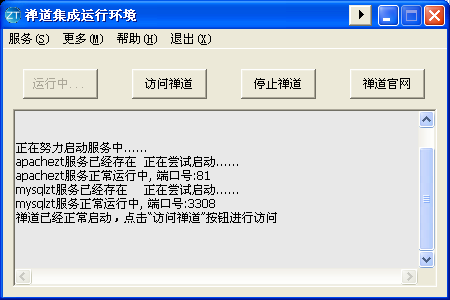 ZT 禅道集成运行环境
服务(S) 更多(M) 帮助(H) 退出(X)
运行中... 访问禅道 停止禅道 禅道官网
正在努力启动服务中......
apachezt服务已经存在 正在尝试启动......
apachezt服务正常运行中, 端口号:81
mysqlzt服务已经存在 正在尝试启动......
mysqlzt服务正常运行中, 端口号:3308
禅道已经正常启动，点击“访问禅道”按钮进行访问